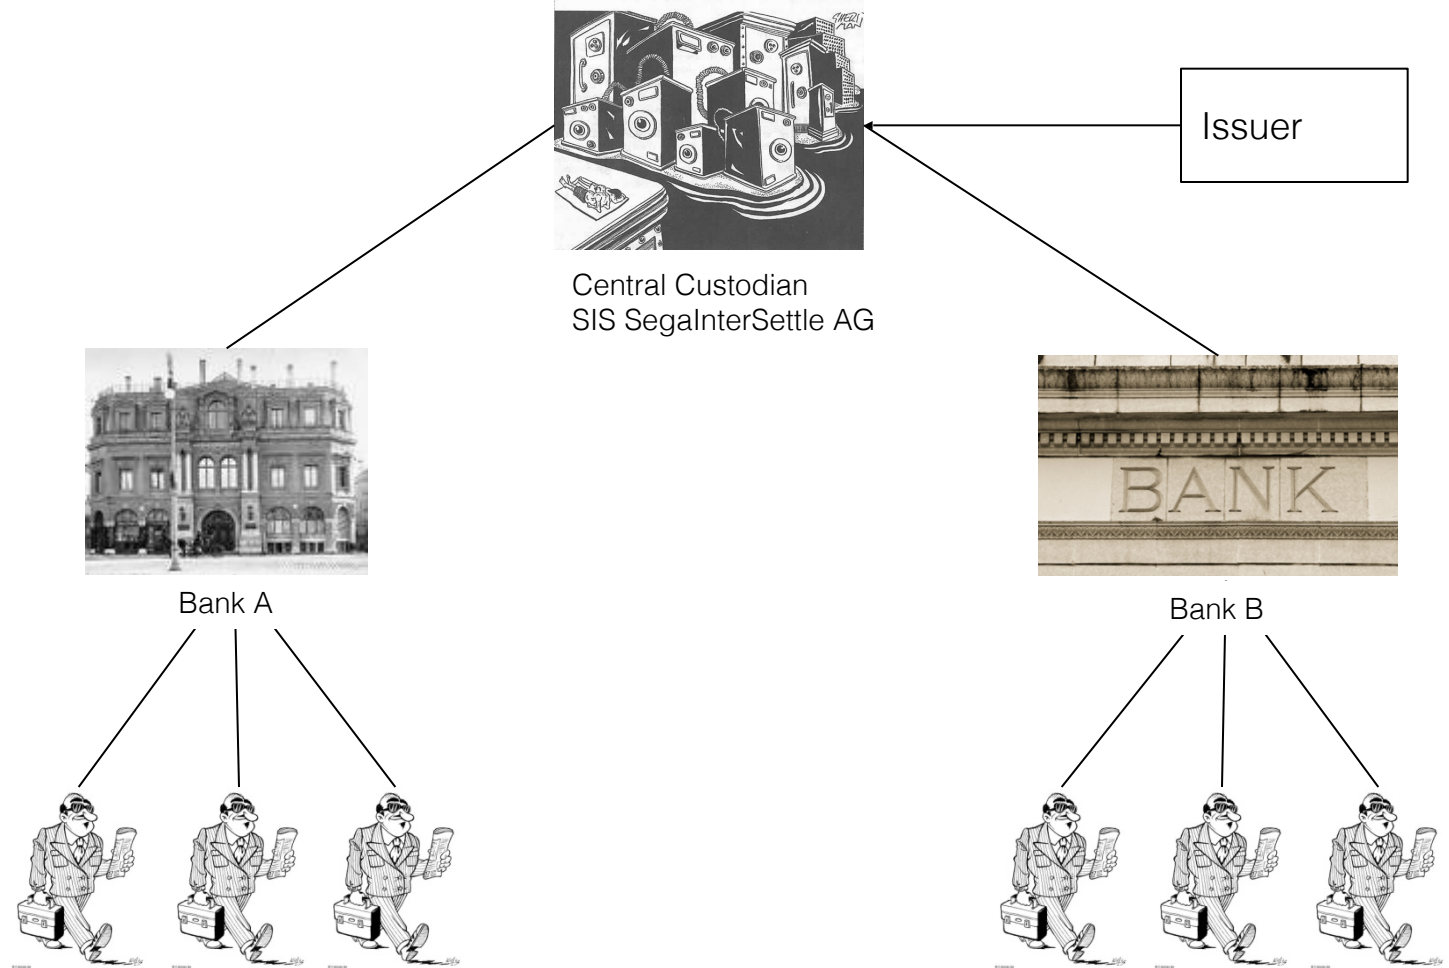 Issuer
Central Custodian
SIS SegaInterSettle AG
BANK
Bank A
Bank B